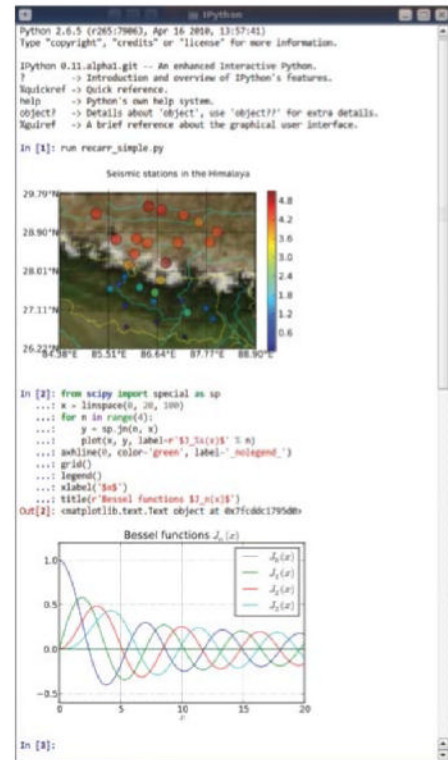 IPython
Python 2.6.5 (r265:79063, Apr 16 2010, 13:57:41)
Type "copyright", "credits" or "license" for more information.
IPython 0.11.alpha1.git -- An enhanced Interactive Python.
? -> Introduction and overview of IPython's features.
%quickref -> Quick reference.
help -> Python's own help system.
object? -> Details about 'object', use 'object??' for extra details.
%guiref -> A brief reference about the graphical user interface.
In [1]: run recarr_simple.py
Seismic stations in the Himalaya
29.79°N
28.90°N
28.01°N
27.11°N
26.22°N
84.38°E 85.51°E 86.64°E 87.77°E 88.90°E
4.8
4.2
3.6
3.0
2.4
1.8
1.2
0.6
In [2]: from scipy import special as sp
...: x = linspace(0, 20, 100)
...: for n in range(4):
...: y = sp.jn(n, x)
...: plot(x, y, label=r'$J_%i(x)$' % n)
...: axhline(0, color='green', label='_nolegend_')
...: grid()
...: legend()
...: xlabel('$x$')
...: title(r'Bessel functions $J_n(x)$')
Out[2]: <matplotlib.text.Text object at 0x7fcddc1795d0>
Bessel functions Jₙ(x)
1.0
0.5
0.0
−0.5
0 5 10 15 20
x
J₀(x)
J₁(x)
J₂(x)
J₃(x)
In [3]: